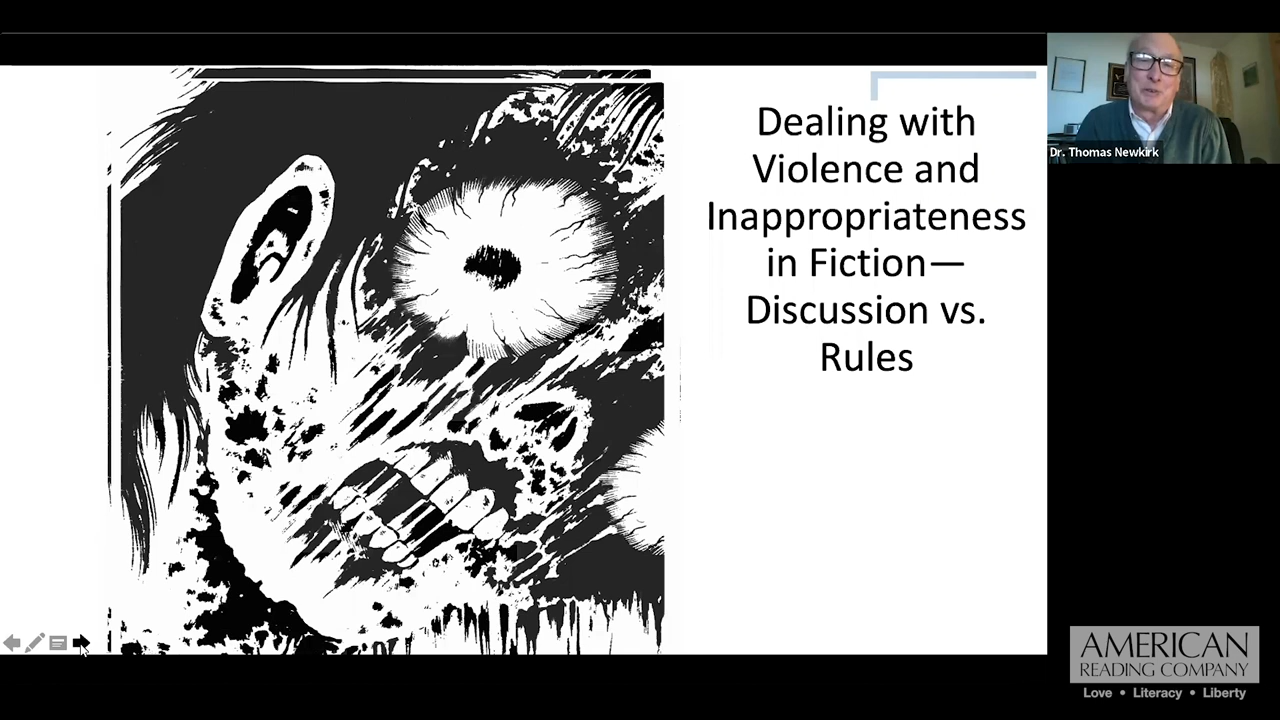 Dealing with
Violence and
Inappropriateness
in Fiction—
Discussion vs.
Rules
Dr. Thomas Newkirk
AMERICAN
READING COMPANY
Love • Literacy • Liberty